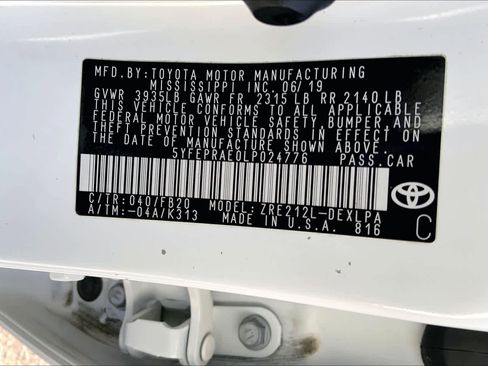 MFD.BY:TOYOTA MOTOR MANUFACTURING
MISSISSIPPI INC. 06/19
GVWR 3935LB GAWR FR 2315 LB RR 2140 LB
THIS VEHICLE CONFORMS TO ALL APPLICABLE
FEDERAL MOTOR VEHICLE SAFETY, BUMPER, AND
THEFT PREVENTION STANDARDS IN EFFECT ON
THE DATE OF MANUFACTURE SHOWN ABOVE.
5YFEPRAE0LP024776 PASS.CAR
C/TR:040/FB20 MODEL:ZRE212L-DEXLPA
A/TM:-04A/K313 MADE IN U.S.A. 816
C